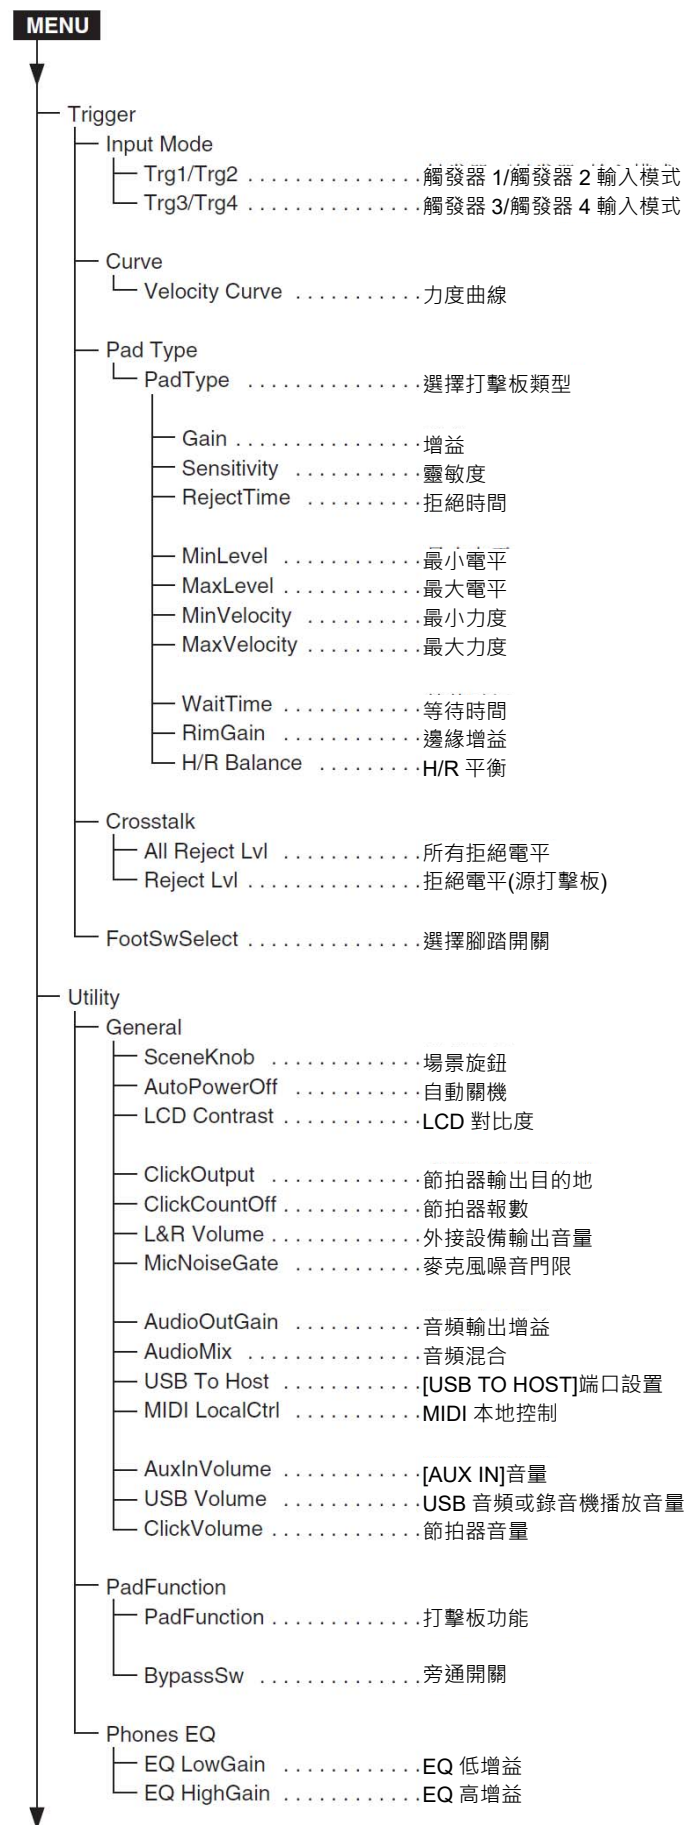 MENU
Trigger
Input Mode
Trg1/Trg2 . . . . . . . . . . . . . . . 觸發器 1/觸發器 2 輸入模式
Trg3/Trg4 . . . . . . . . . . . . . . . 觸發器 3/觸發器 4 輸入模式
Curve
Velocity Curve . . . . . . . . . . . 力度曲線
Pad Type
PadType . . . . . . . . . . . . . . . 選擇打擊板類型
Gain . . . . . . . . . . . . . . . . 增益
Sensitivity . . . . . . . . . . . . 靈敏度
RejectTime . . . . . . . . . . 拒絕時間
MinLevel . . . . . . . . . . . . 最小電平
MaxLevel . . . . . . . . . . . . 最大電平
MinVelocity . . . . . . . . . . 最小力度
MaxVelocity . . . . . . . . . . 最大力度
WaitTime . . . . . . . . . . . . 等待時間
RimGain . . . . . . . . . . . . 邊緣增益
H/R Balance . . . . . . . . . H/R 平衡
Crosstalk
All Reject Lvl . . . . . . . . . . . . 所有拒絕電平
Reject Lvl . . . . . . . . . . . . . . . 拒絕電平(源打擊板)
FootSwSelect . . . . . . . . . . . . . . . 選擇腳踏開關
Utility
General
SceneKnob . . . . . . . . . . . . . 場景旋鈕
AutoPowerOff . . . . . . . . . . . 自動關機
LCD Contrast . . . . . . . . . . . . LCD 對比度
ClickOutput . . . . . . . . . . . . . 節拍器輸出目的地
ClickCountOff . . . . . . . . . . . . 節拍器報數
L&R Volume . . . . . . . . . . . . . 外接設備輸出音量
MicNoiseGate . . . . . . . . . . . 麥克風噪音門限
AudioOutGain . . . . . . . . . . . 音頻輸出增益
AudioMix . . . . . . . . . . . . . . . 音頻混合
USB To Host . . . . . . . . . . . . [USB TO HOST]端口設置
MIDI LocalCtrl . . . . . . . . . . . . MIDI 本地控制
AuxInVolume . . . . . . . . . . . . [AUX IN]音量
USB Volume . . . . . . . . . . . . USB 音頻或錄音機播放音量
ClickVolume . . . . . . . . . . . . . 節拍器音量
PadFunction
PadFunction . . . . . . . . . . . . . 打擊板功能
BypassSw . . . . . . . . . . . . . . 旁通開關
Phones EQ
EQ LowGain . . . . . . . . . . . . EQ 低增益
EQ HighGain . . . . . . . . . . . . EQ 高增益